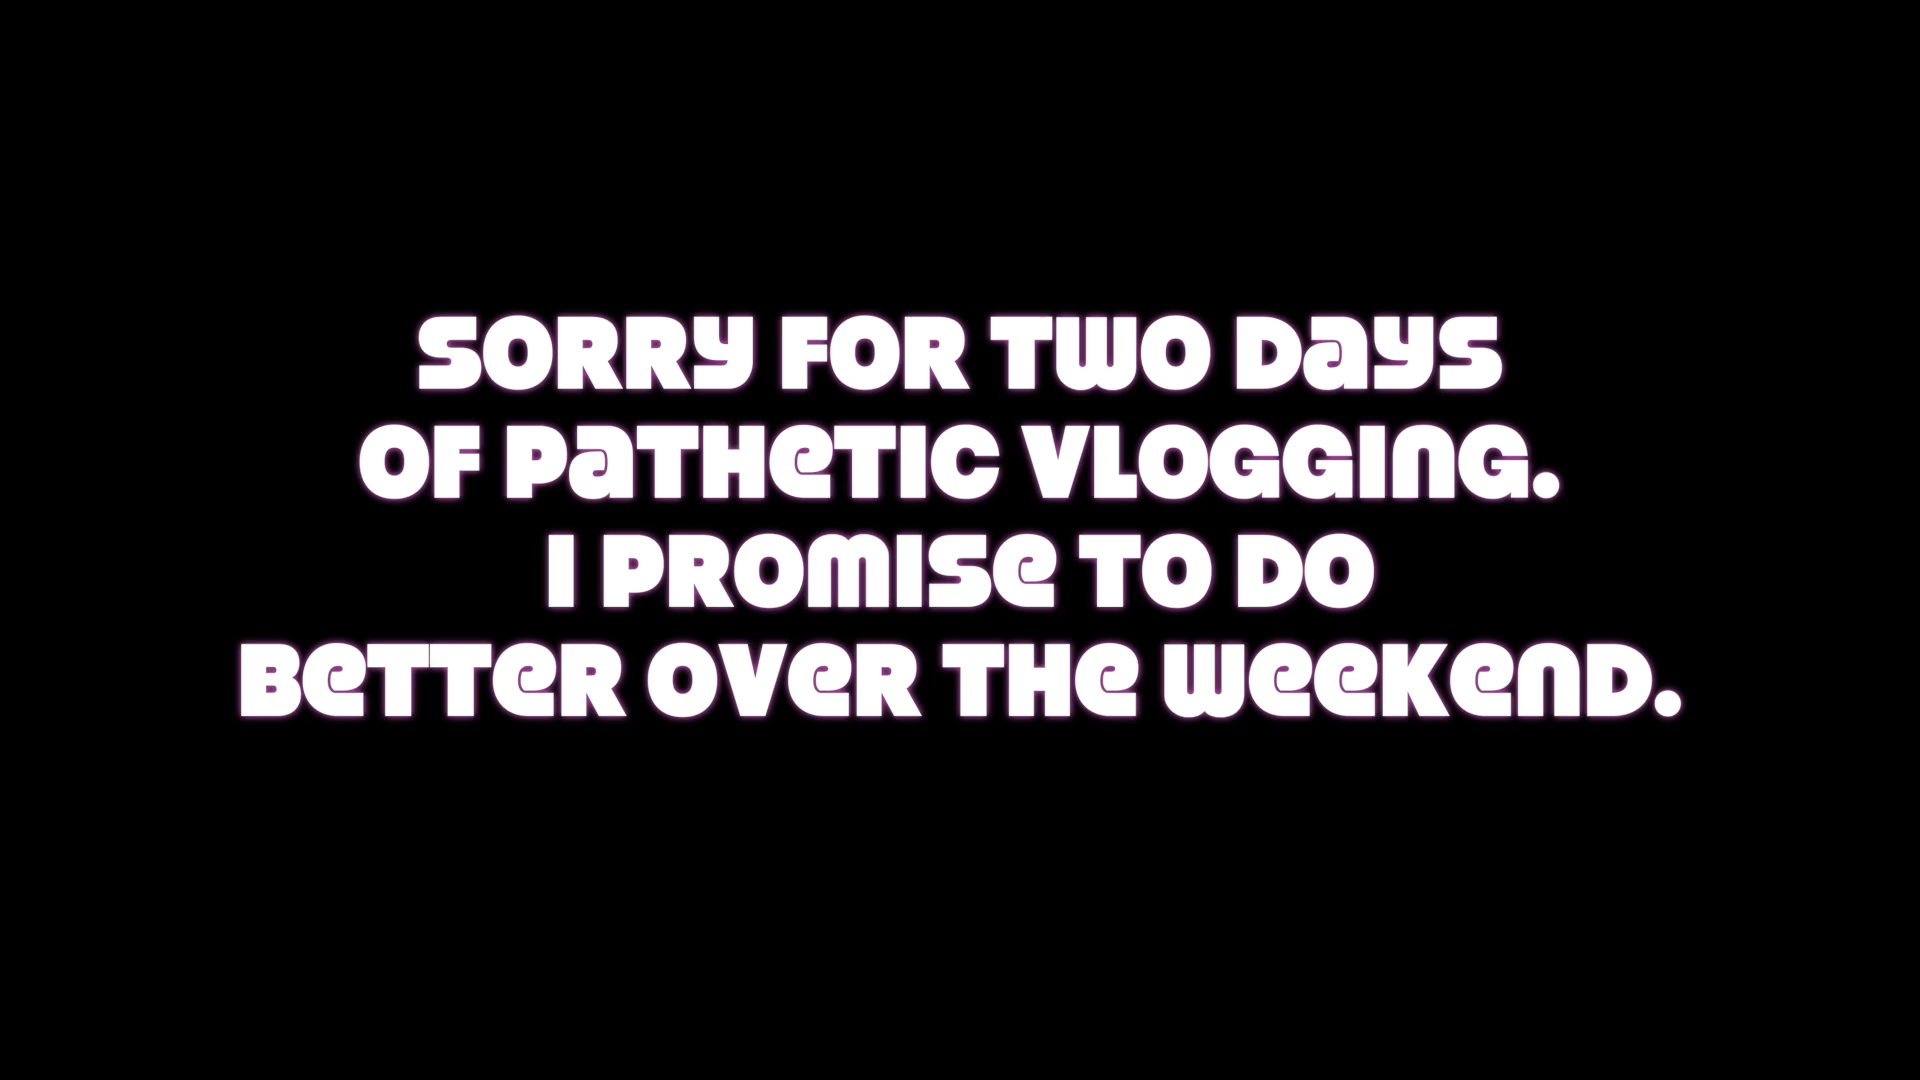 SORRY FOR TWO DAYS
OF PATHETIC VLOGGING.
I PROMISE TO DO
BETTER OVER THE WEEKEND.